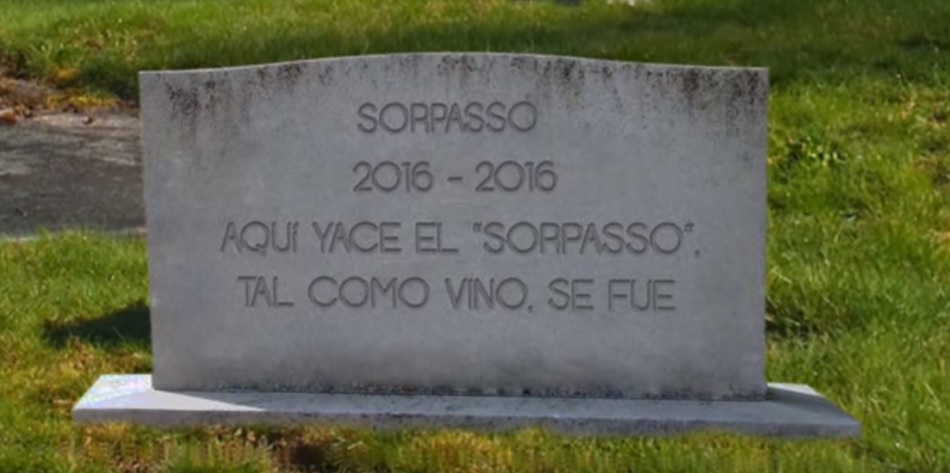 SORPASSO
2016 - 2016
AQUÍ YACE EL "SORPASSO".
TAL COMO VINO, SE FUE